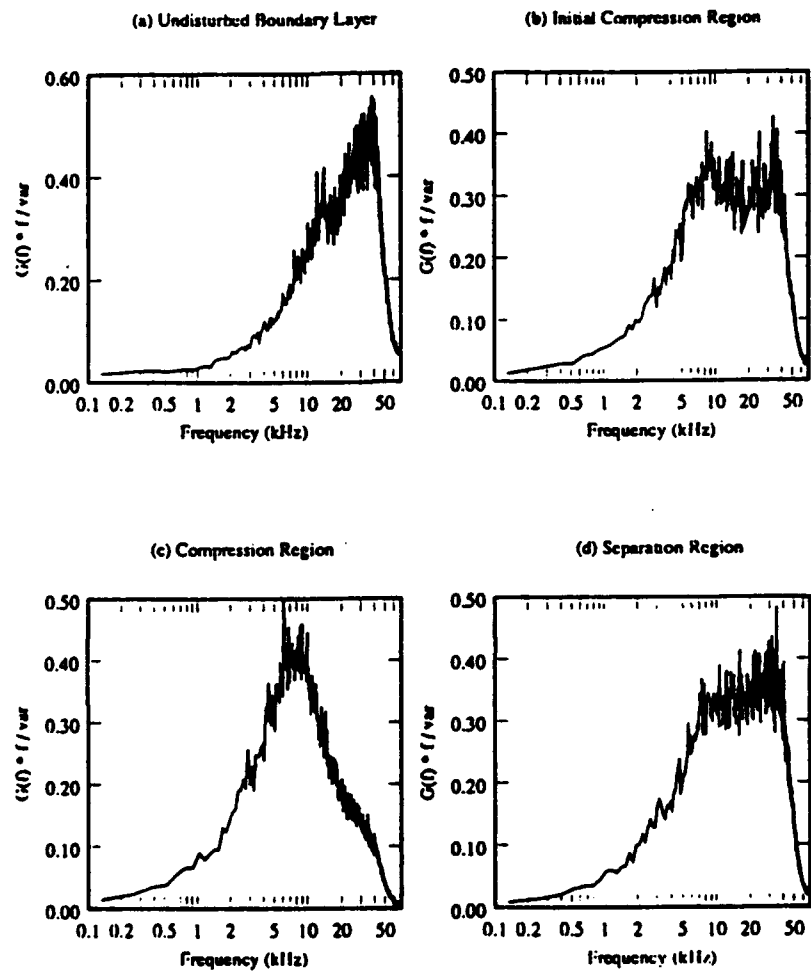 (a) Undisturbed Boundary Layer
0.60
0.40
0.20
0.00
G(f) * f / var
0.1 0.2 0.5 1 2 5 10 20 50
Frequency (kHz)
(b) Initial Compression Region
0.50
0.40
0.30
0.20
0.10
0.00
G(f) * f / var
0.1 0.2 0.5 1 2 5 10 20 50
Frequency (kHz)
(c) Compression Region
0.50
0.40
0.30
0.20
0.10
0.00
G(f) * f / var
0.1 0.2 0.5 1 2 5 10 20 50
Frequency (kHz)
(d) Separation Region
0.50
0.40
0.30
0.20
0.10
0.00
G(f) * f / var
0.1 0.2 0.5 1 2 5 10 20 50
Frequency (kHz)